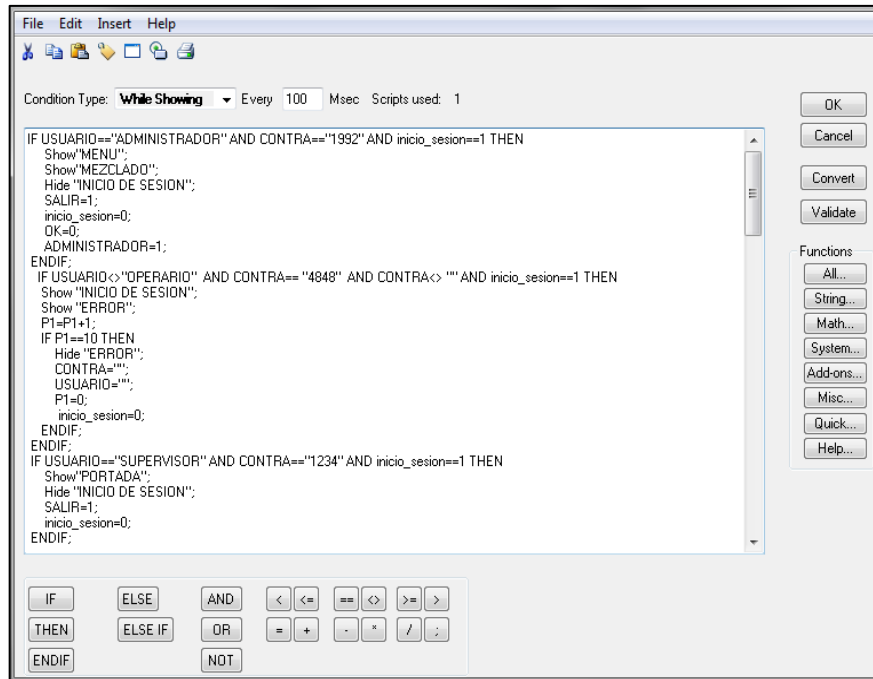 File Edit Insert Help
Condition Type: While Showing Every 100 Msec Scripts used: 1
IF USUARIO=="ADMINISTRADOR" AND CONTRA=="1992" AND inicio_sesion==1 THEN
Show"MENU";
Show"MEZCLADO";
Hide "INICIO DE SESION";
SALIR=1;
inicio_sesion=0;
OK=0;
ADMINISTRADOR=1;
ENDIF;
IF USUARIO<>"OPERARIO" AND CONTRA== "4848" AND CONTRA<> "" AND inicio_sesion==1 THEN
Show "INICIO DE SESION";
Show "ERROR";
P1=P1+1;
IF P1==10 THEN
Hide "ERROR";
CONTRA="";
USUARIO="";
P1=0;
inicio_sesion=0;
ENDIF;
ENDIF;
IF USUARIO=="SUPERVISOR" AND CONTRA=="1234" AND inicio_sesion==1 THEN
Show"PORTADA";
Hide "INICIO DE SESION";
SALIR=1;
inicio_sesion=0;
ENDIF;
OK
Cancel
Convert
Validate
Functions
All...
String...
Math...
System...
Add-ons...
Misc...
Quick...
Help...
IF ELSE AND < <= == <> >= >
THEN ELSE IF OR = + - * / ;
ENDIF NOT